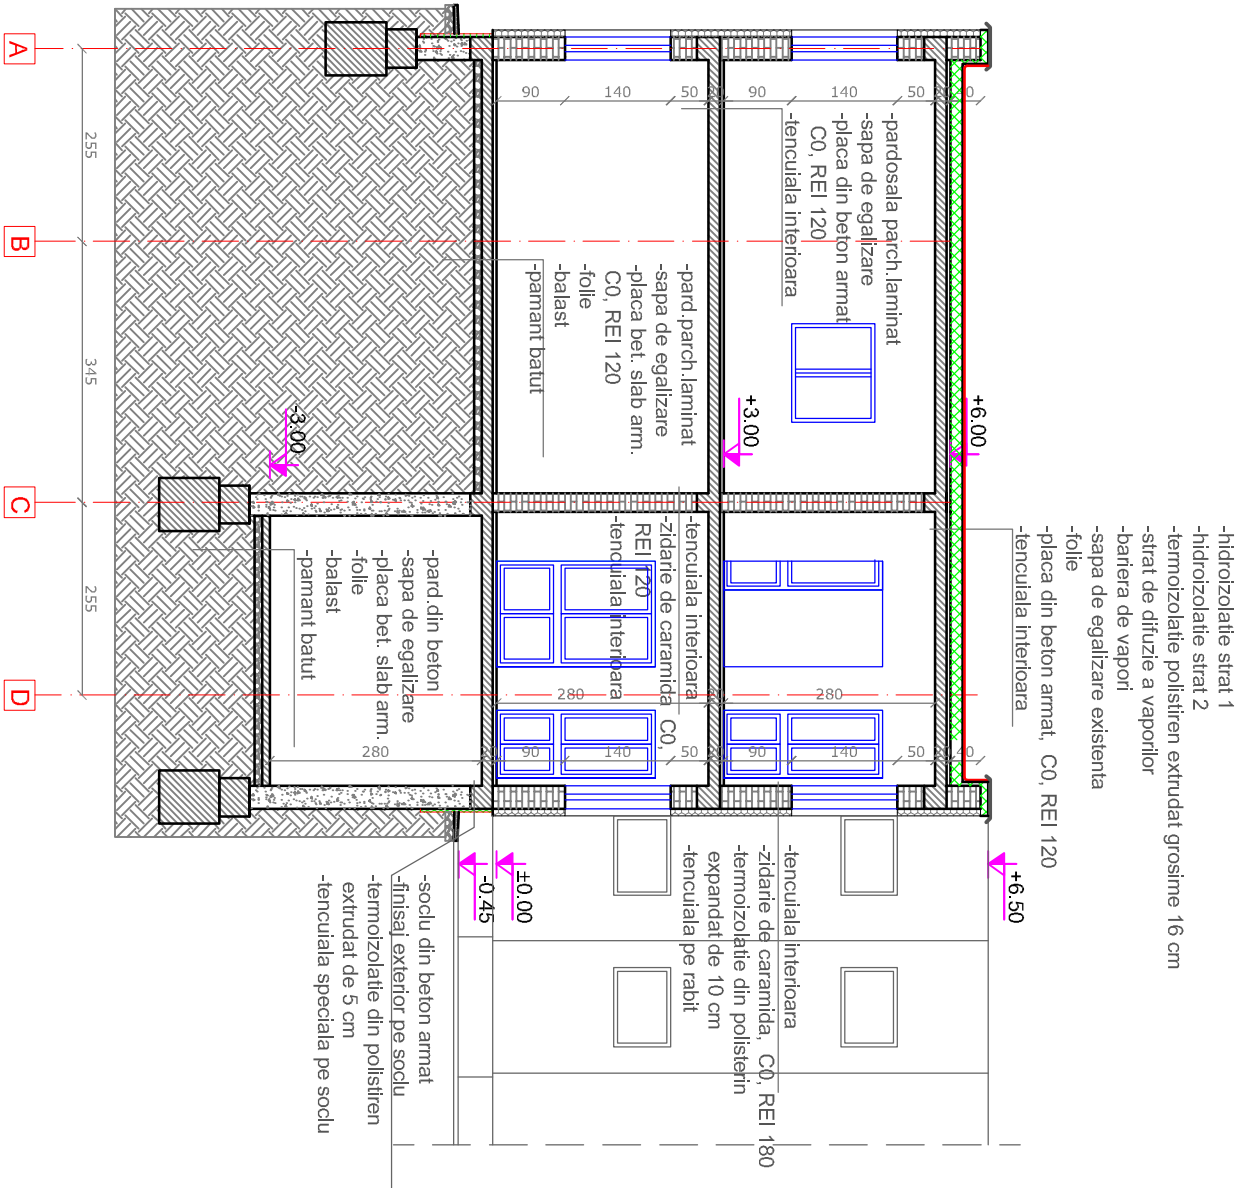 -hidroizolatie strat 1
-hidroizolatie strat 2
-termoizolatie polistiren extrudat grosime 16 cm
-strat de difuzie a vaporilor
-bariera de vapori
-sapa de egalizare existenta
-folie
-placa din beton armat, C0, REI 120
-tencuiala interioara
+6.50
+6.00
40
20
50
140
90
20
50
140
90
-pardosala parch.laminat
-sapa de egalizare
-placa din beton armat
C0, REI 120
-tencuiala interioara
+3.00
-pard.parch.laminat
-sapa de egalizare
-placa bet. slab arm.
C0, REI 120
-folie
-balast
-pamant batut
-tencuiala interioara
-zidarie de caramida C0,
REI 120
-tencuiala interioara
280
280
40
20
50
140
90
20
50
140
90
20
280
-tencuiala interioara
-zidarie de caramida, C0, REI 180
-termoizolatie din polisterin
expandat de 10 cm
-tencuiala pe rabit
±0.00
-0.45
-3.00
-pard.din beton
-sapa de egalizare
-placa bet. slab arm.
-folie
-balast
-pamant batut
-soclu din beton armat
-finisaj exterior pe soclu
-termoizolatie din polistiren
extrudat de 5 cm
-tencuiala speciala pe soclu
255
345
255
A
B
C
D